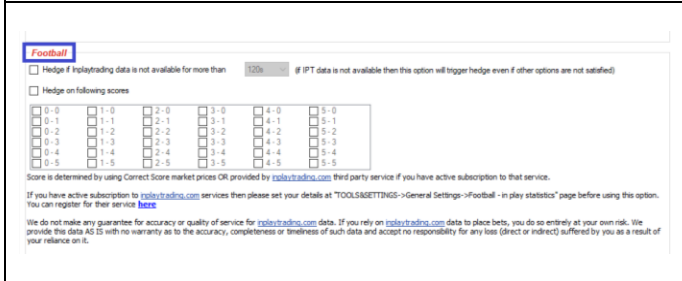 Football
Hedge if Inplaytrading data is not available for more than 120s (if IPT data is not available then this option will trigger hedge even if other options are not satisfied)
Hedge on following scores
0 - 0 1 - 0 2 - 0 3 - 0 4 - 0 5 - 0
0 - 1 1 - 1 2 - 1 3 - 1 4 - 1 5 - 1
0 - 2 1 - 2 2 - 2 3 - 2 4 - 2 5 - 2
0 - 3 1 - 3 2 - 3 3 - 3 4 - 3 5 - 3
0 - 4 1 - 4 2 - 4 3 - 4 4 - 4 5 - 4
0 - 5 1 - 5 2 - 5 3 - 5 4 - 5 5 - 5
Score is determined by using Correct Score market prices OR provided by inplaytrading.com third party service if you have active subscription to that service.
If you have active subscription to inplaytrading.com services then please set your details at "TOOLS&SETTINGS->General Settings->Football - in play statistics" page before using this option.
You can register for their service here
We do not make any guarantee for accuracy or quality of service for inplaytrading.com data. If you rely on inplaytrading.com data to place bets, you do so entirely at your own risk. We
provide this data AS IS with no warranty as to the accuracy, completeness or timeliness of such data and accept no responsibility for any loss (direct or indirect) suffered by you as a result of
your reliance on it.